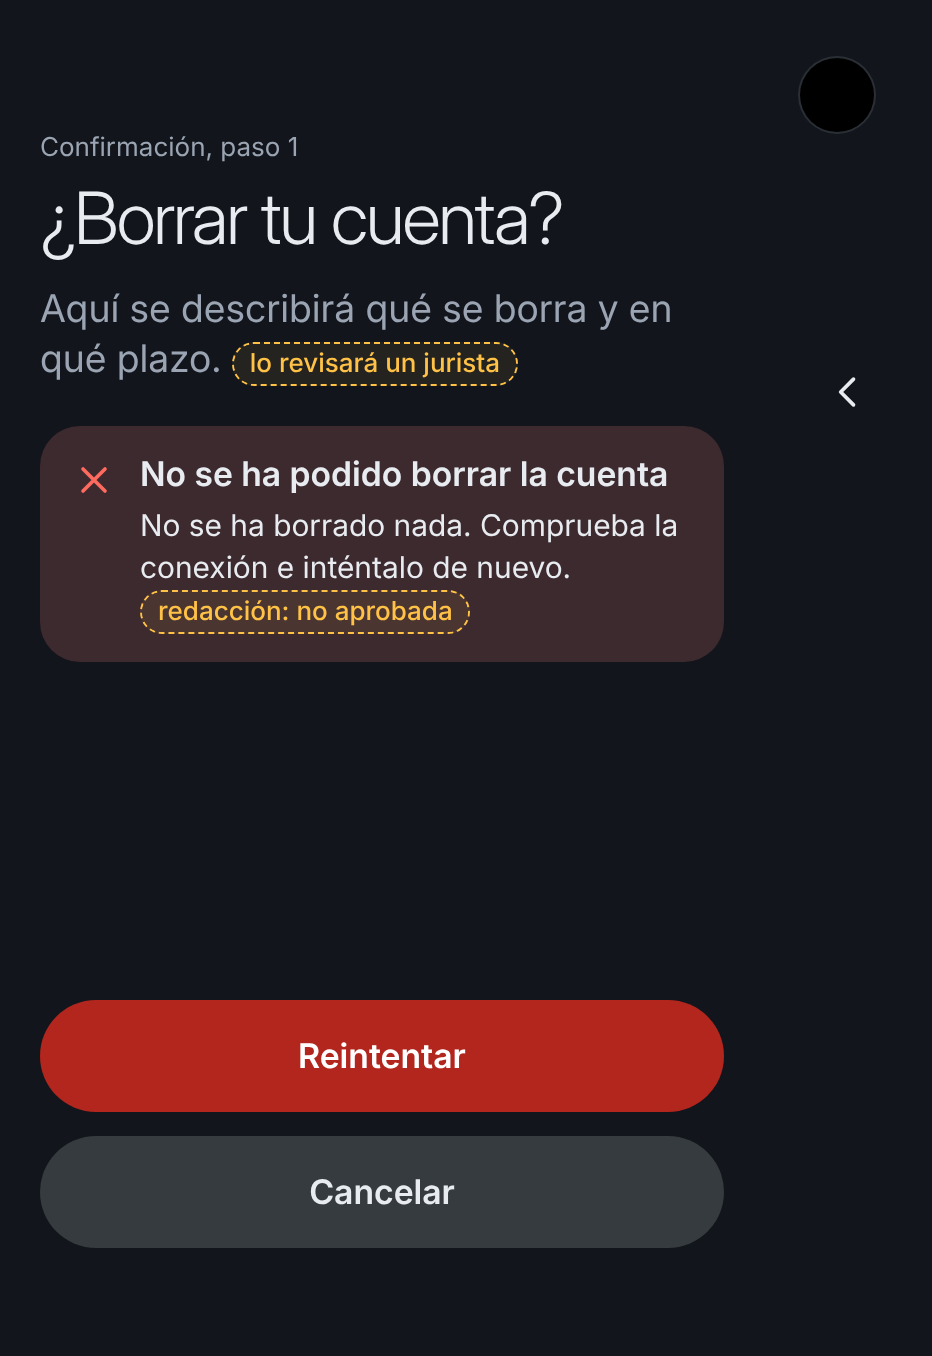 Confirmación, paso 1
¿Borrar tu cuenta?
Aquí se describirá qué se borra y en
qué plazo. lo revisará un jurista
No se ha podido borrar la cuenta
No se ha borrado nada. Comprueba la
conexión e inténtalo de nuevo.
redacción: no aprobada
Reintentar
Cancelar